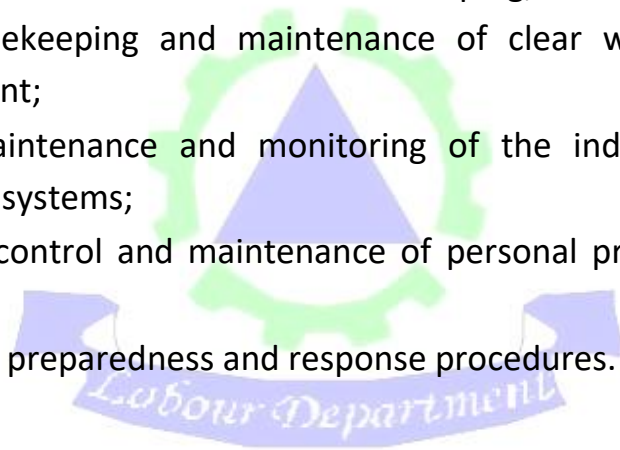 ekeeping and maintenance of clear w
nt;
aintenance and monitoring of the ind
systems;
control and maintenance of personal pr
preparedness and response procedures.
Labour Department